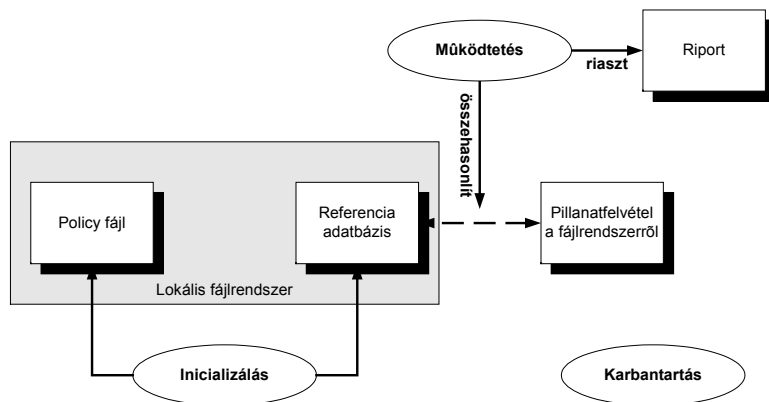 Mûködtetés
riaszt
Riport
összehasonlít
Policy fájl
Referencia
adatbázis
Pillanatfelvétel
a fájlrendszerrõl
Lokális fájlrendszer
Inicializálás
Karbantartás